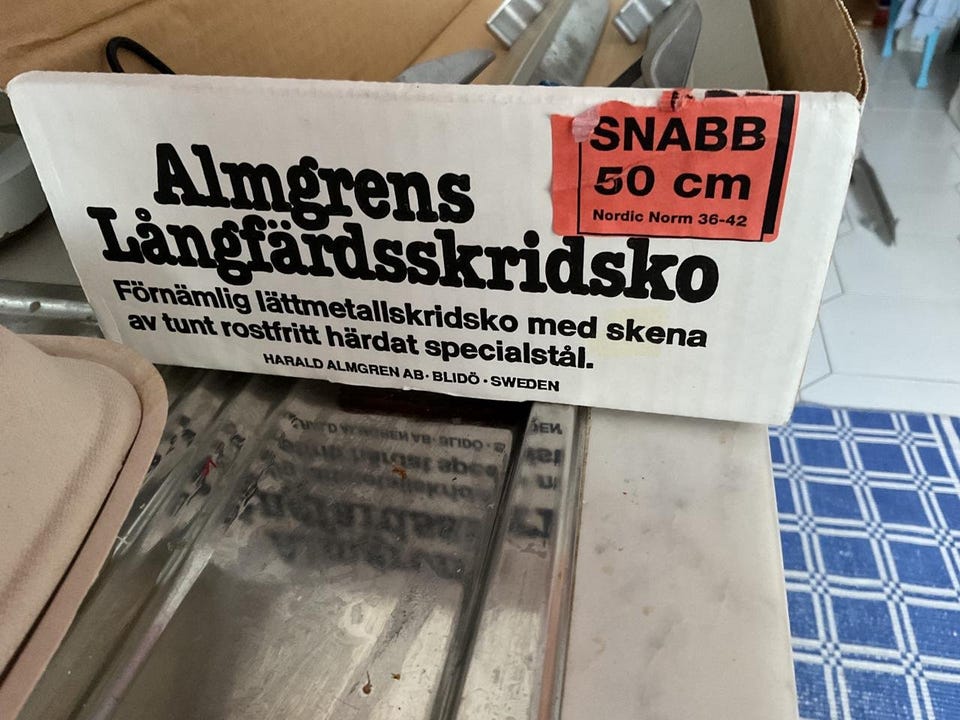 SNABB
50 cm
Nordic Norm 36-42
Almgrens
Långfärdsskridsko
Förnämlig lättmetallskridsko med skena
av tunt rostfritt härdat specialstål.
HARALD ALMGREN AB · BLIDÖ · SWEDEN